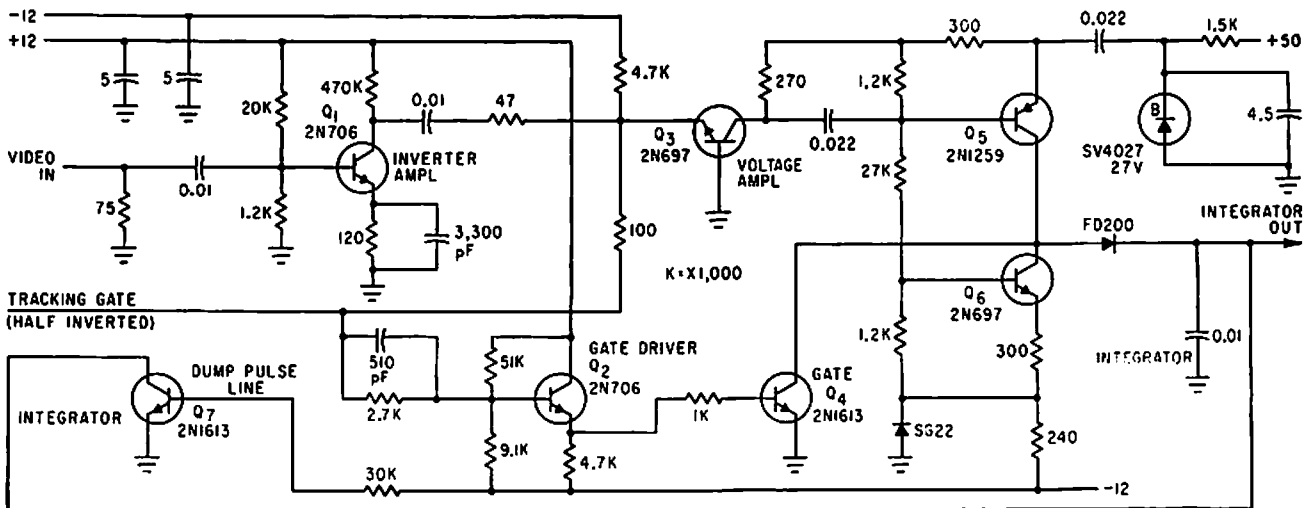 -12
+12
5
5
20K
470K
Q1
2N706
0.01
47
4.7K
Q3
2N697
VOLTAGE
AMPL
270
0.022
1.2K
300
Q5
2N1259
0.022
1.5K
+50
B
SV4027
27V
4.5
VIDEO
IN
75
0.01
1.2K
INVERTER
AMPL
120
3,300
pF
100
K=X1,000
27K
FD200
INTEGRATOR
OUT
Q6
2N697
1.2K
300
INTEGRATOR
0.01
TRACKING GATE
(HALF INVERTED)
510
pF
2.7K
51K
GATE DRIVER
Q2
2N706
9.1K
4.7K
1K
GATE
Q4
2N1613
SG22
240
DUMP PULSE
LINE
INTEGRATOR
Q7
2N1613
30K
-12